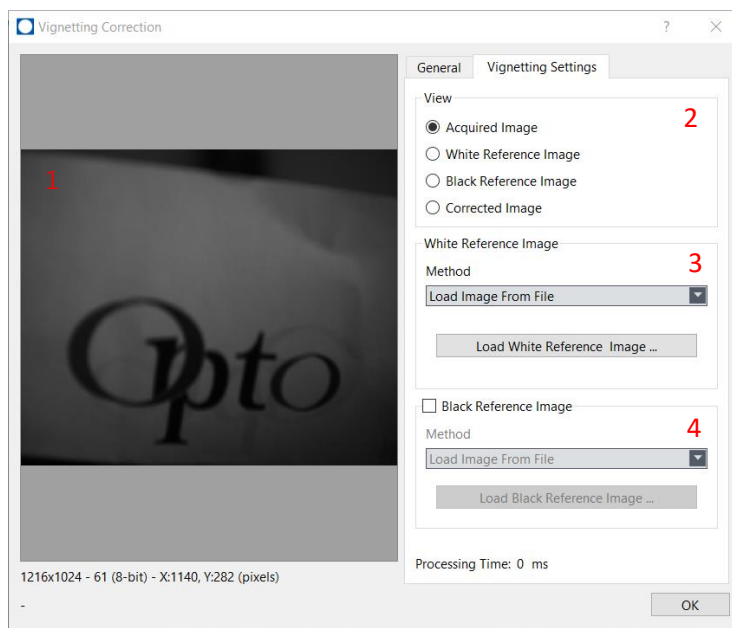 Vignetting Correction
?
General
Vignetting Settings
1
Opto
View
2
Acquired Image
White Reference Image
Black Reference Image
Corrected Image
White Reference Image
3
Method
Load Image From File
Load White Reference  Image ...
Black Reference Image
4
Method
Load Image From File
Load Black Reference Image ...
Processing Time: 0  ms
1216x1024 - 61 (8-bit) - X:1140, Y:282 (pixels)
-
OK